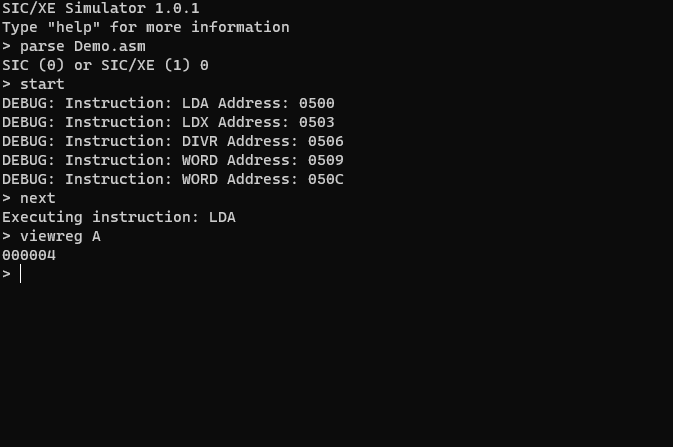 SIC/XE Simulator 1.0.1
Type "help" for more information
> parse Demo.asm
SIC (0) or SIC/XE (1) 0
> start
DEBUG: Instruction: LDA Address: 0500
DEBUG: Instruction: LDX Address: 0503
DEBUG: Instruction: DIVR Address: 0506
DEBUG: Instruction: WORD Address: 0509
DEBUG: Instruction: WORD Address: 050C
> next
Executing instruction: LDA
> viewreg A
000004
>